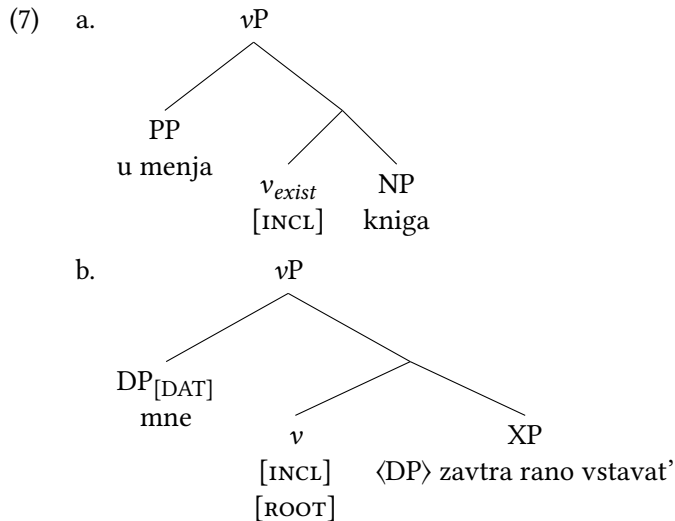 (7) a. vP
PP
u menja
v_exist NP
[INCL] kniga
b. vP
DP[DAT]
mne
v XP
[INCL] ⟨DP⟩ zavtra rano vstavat’
[ROOT]